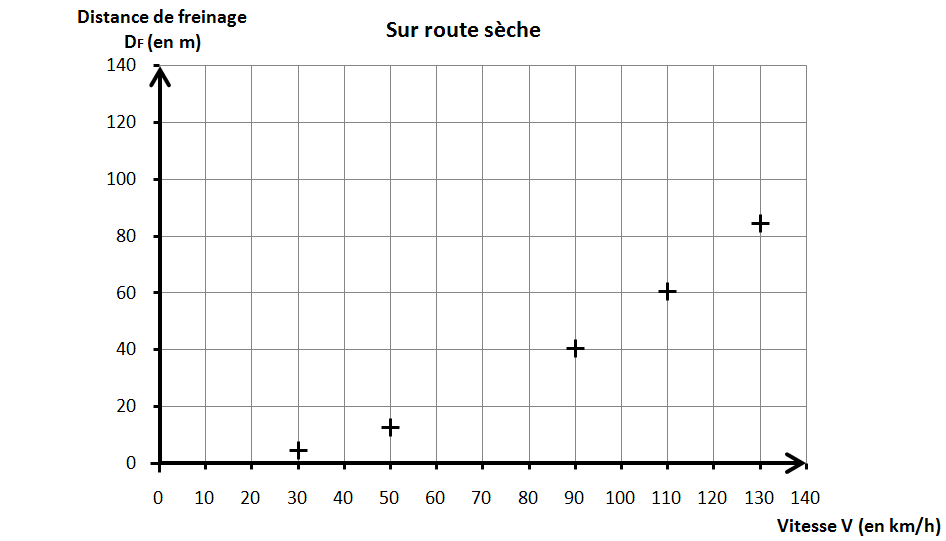 Distance de freinage
DF (en m)
Sur route sèche
140
120
100
80
60
40
20
0
0 10 20 30 40 50 60 70 80 90 100 110 120 130 140
Vitesse V (en km/h)